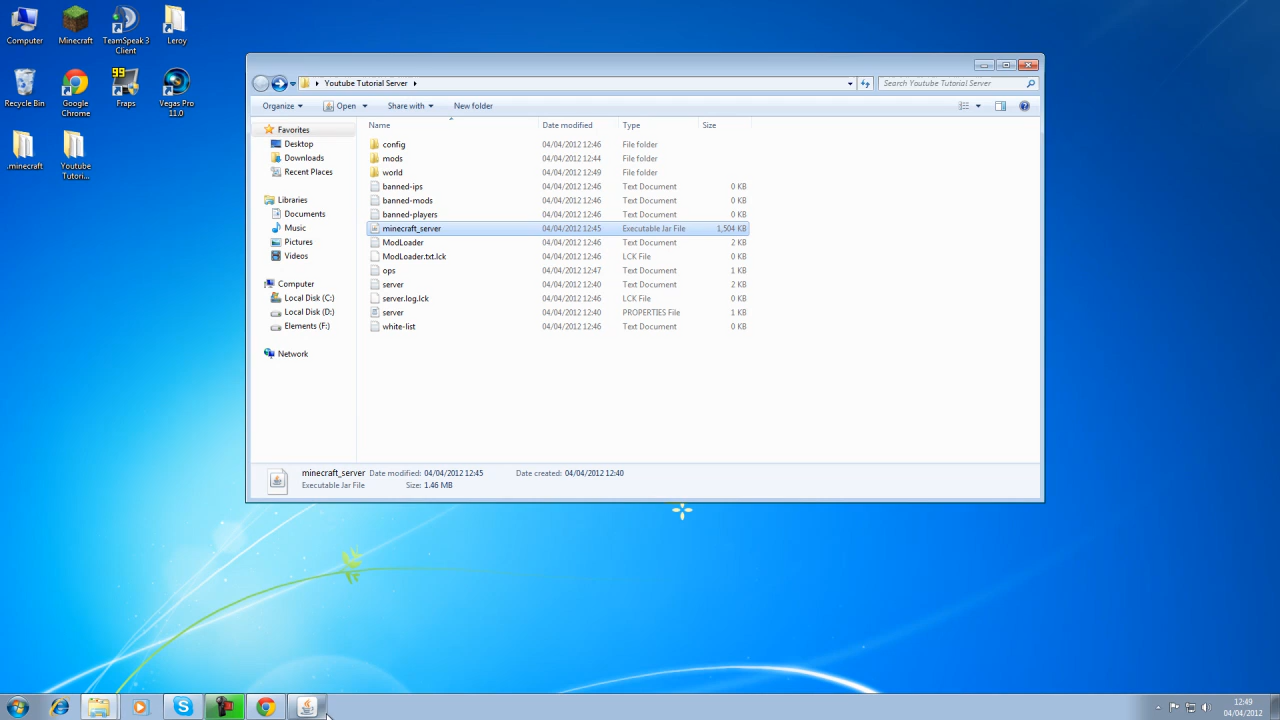 Computer
Minecraft
TeamSpeak 3
Client
Leroy
Recycle Bin
Google
Chrome
99
Fraps
Vegas Pro
11.0
.minecraft
Youtube
Tutori...
Youtube Tutorial Server
Search Youtube Tutorial Server
Organize
Open
Share with
New folder
Favorites
Desktop
Downloads
Recent Places
Libraries
Documents
Music
Pictures
Videos
Computer
Local Disk (C:)
Local Disk (D:)
Elements (F:)
Network
Name Date modified Type Size
config 04/04/2012 12:46 File folder
mods 04/04/2012 12:44 File folder
world 04/04/2012 12:49 File folder
banned-ips 04/04/2012 12:46 Text Document 0 KB
banned-mods 04/04/2012 12:46 Text Document 0 KB
banned-players 04/04/2012 12:46 Text Document 0 KB
minecraft_server 04/04/2012 12:45 Executable Jar File 1,504 KB
ModLoader 04/04/2012 12:46 Text Document 2 KB
ModLoader.txt.lck 04/04/2012 12:46 LCK File 0 KB
ops 04/04/2012 12:47 Text Document 1 KB
server 04/04/2012 12:40 Text Document 2 KB
server.log.lck 04/04/2012 12:46 LCK File 0 KB
server 04/04/2012 12:40 PROPERTIES File 1 KB
white-list 04/04/2012 12:46 Text Document 0 KB
minecraft_server Date modified: 04/04/2012 12:45 Date created: 04/04/2012 12:40
Executable Jar File Size: 1.46 MB
12:49
04/04/2012